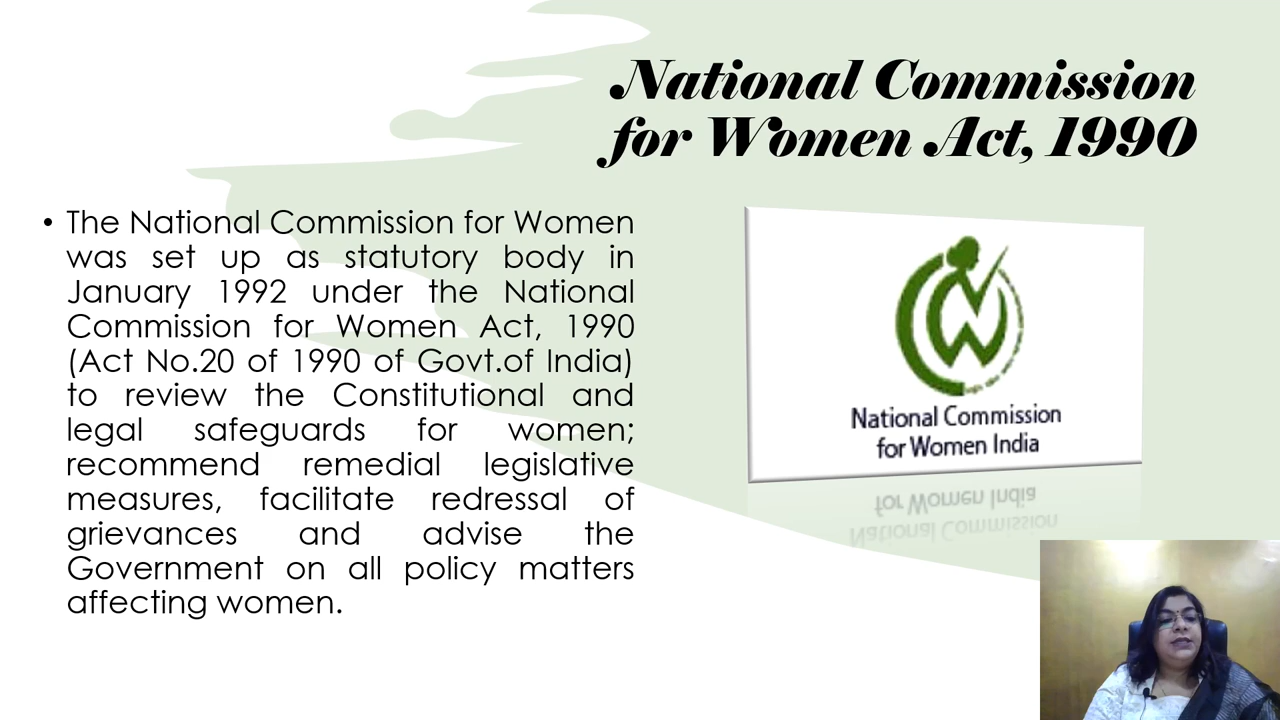 National Commission
for Women Act, 1990
• The National Commission for Women
was set up as statutory body in
January 1992 under the National
Commission for Women Act, 1990
(Act No.20 of 1990 of Govt.of India)
to review the Constitutional and
legal safeguards for women;
recommend remedial legislative
measures, facilitate redressal of
grievances and advise the
Government on all policy matters
affecting women.
National Commission
for Women India